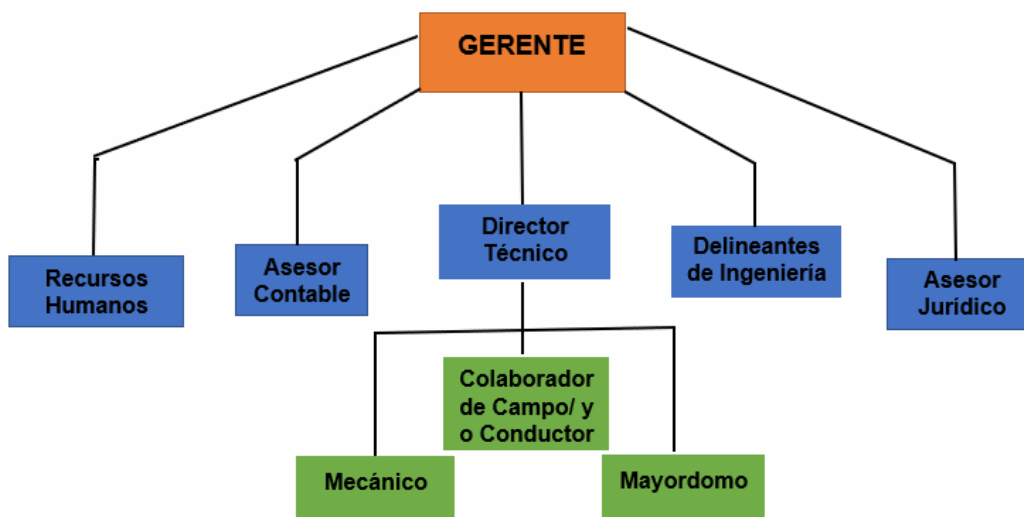 GERENTE
Recursos
Humanos
Asesor
Contable
Director
Técnico
Delineantes
de Ingeniería
Asesor
Jurídico
Mecánico
Colaborador
de Campo/ y
o Conductor
Mayordomo